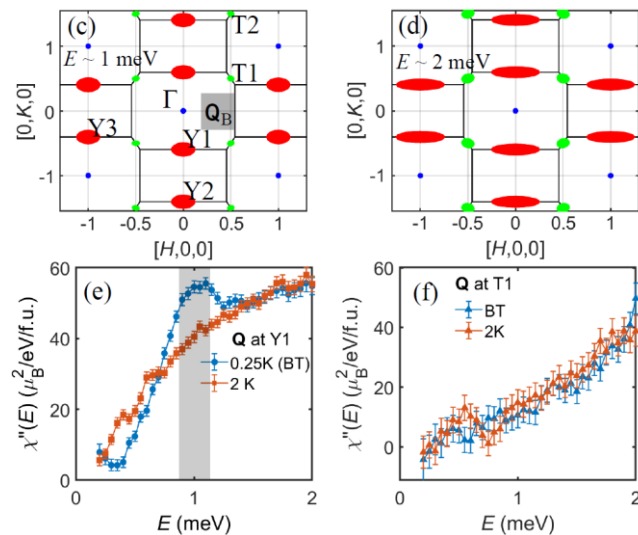 (c)
T2
E ~ 1 meV
T1
Γ
Q_B
Y3
Y1
Y2
[0,K,0]
1
0
-1
-1
-0.5
0
0.5
1
[H,0,0]
(d)
E ~ 2 meV
[0,K,0]
1
0
-1
-1
-0.5
0
0.5
1
[H,0,0]
(e)
Q at Y1
0.25K (BT)
2 K
χ"(E) (μ_B^2/eV/f.u.)
60
40
20
0
0
1
2
E (meV)
(f)
Q at T1
BT
2K
χ"(E) (μ_B^2/eV/f.u.)
40
20
0
0
1
2
E (meV)